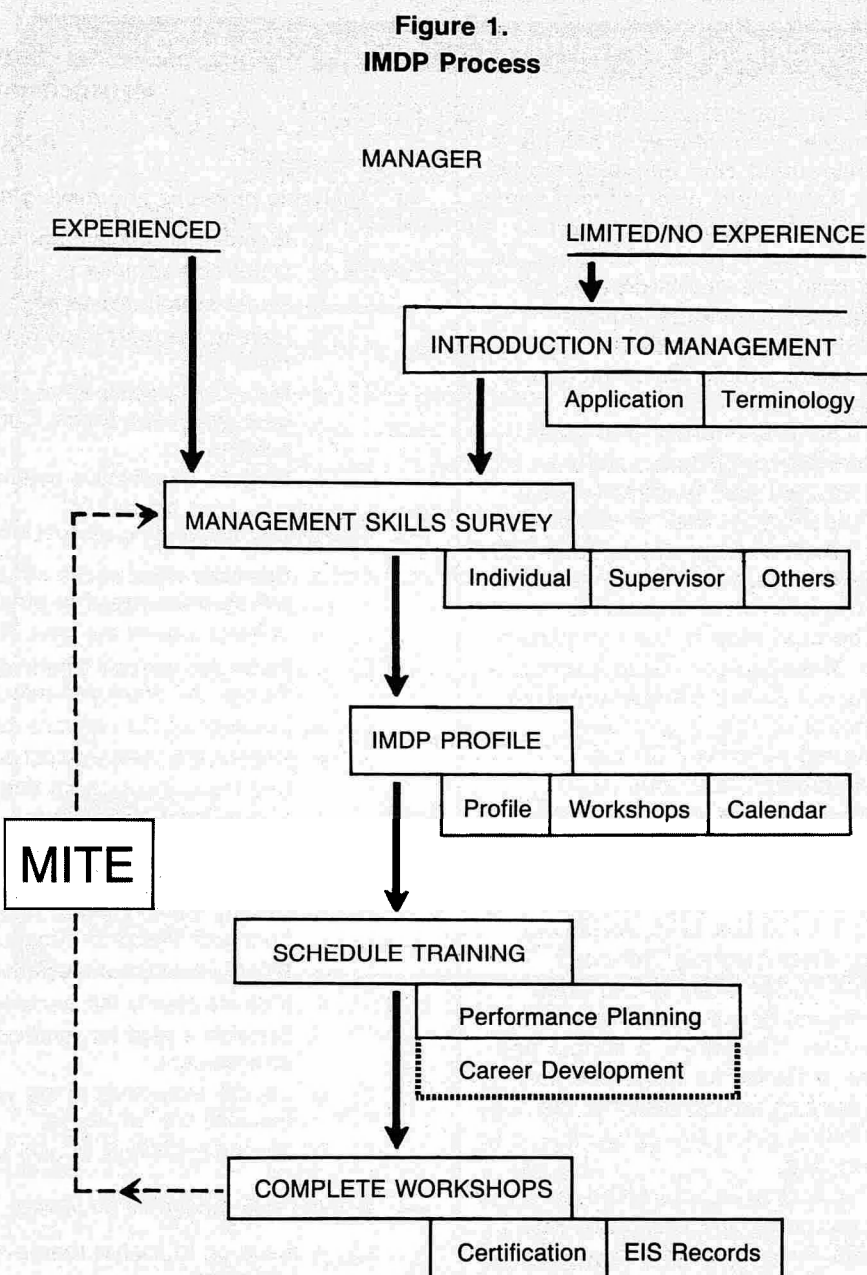 Figure 1.
IMDP Process
MANAGER
EXPERIENCED
LIMITED/NO EXPERIENCE
INTRODUCTION TO MANAGEMENT
Application
Terminology
MANAGEMENT SKILLS SURVEY
Individual
Supervisor
Others
IMDP PROFILE
Profile
Workshops
Calendar
MITE
SCHEDULE TRAINING
Performance Planning
Career Development
COMPLETE WORKSHOPS
Certification
EIS Records